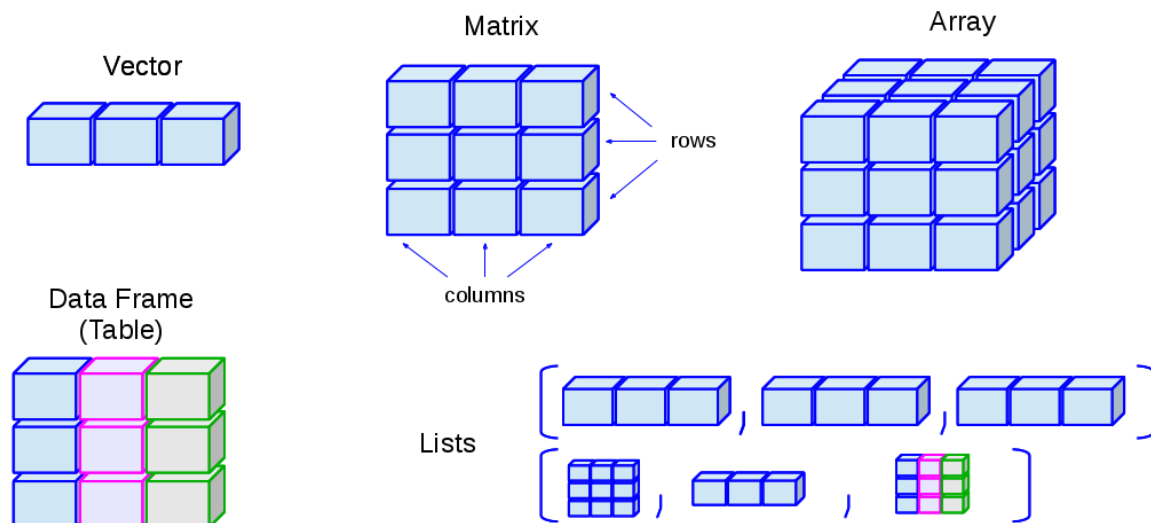 Vector
Matrix
Array
rows
columns
Data Frame
(Table)
Lists